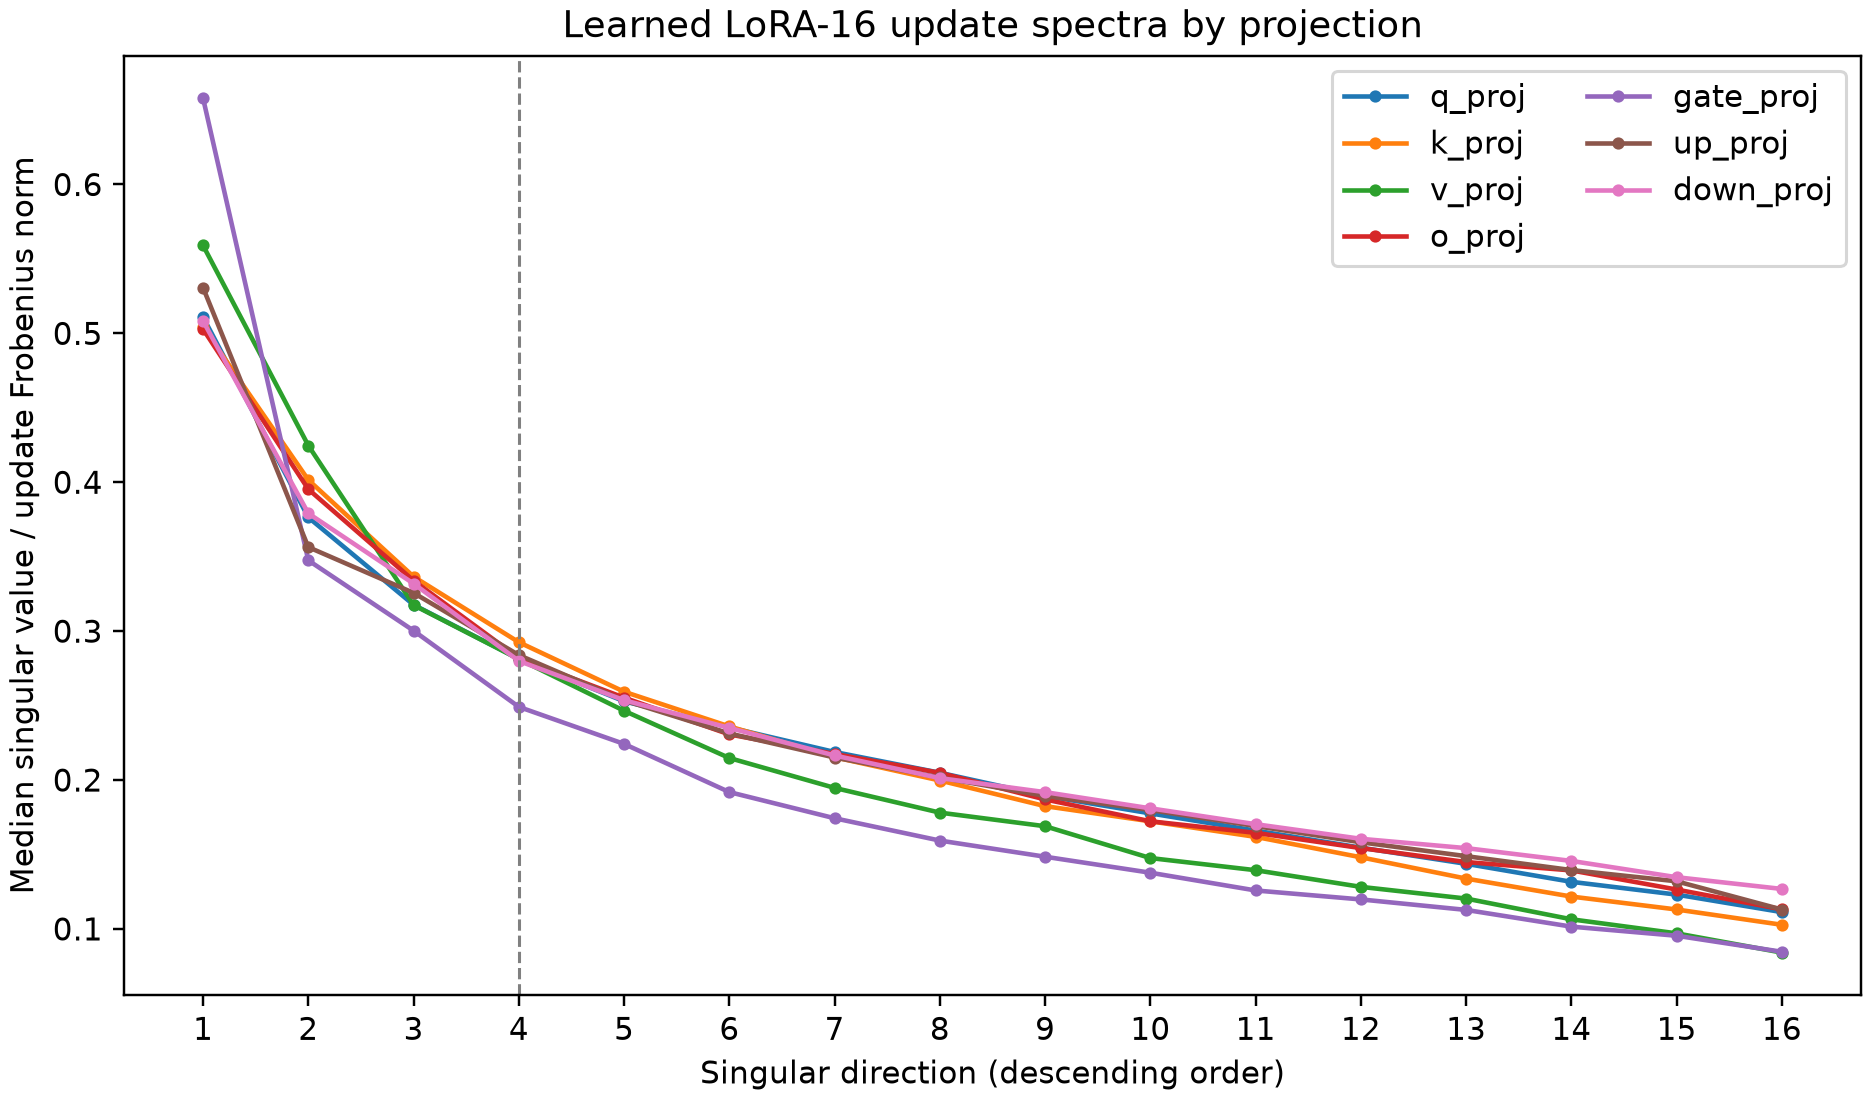 Learned LoRA-16 update spectra by projection
Median singular value / update Frobenius norm
0.6
0.5
0.4
0.3
0.2
0.1
q_proj
k_proj
v_proj
o_proj
gate_proj
up_proj
down_proj
1 2 3 4 5 6 7 8 9 10 11 12 13 14 15 16
Singular direction (descending order)